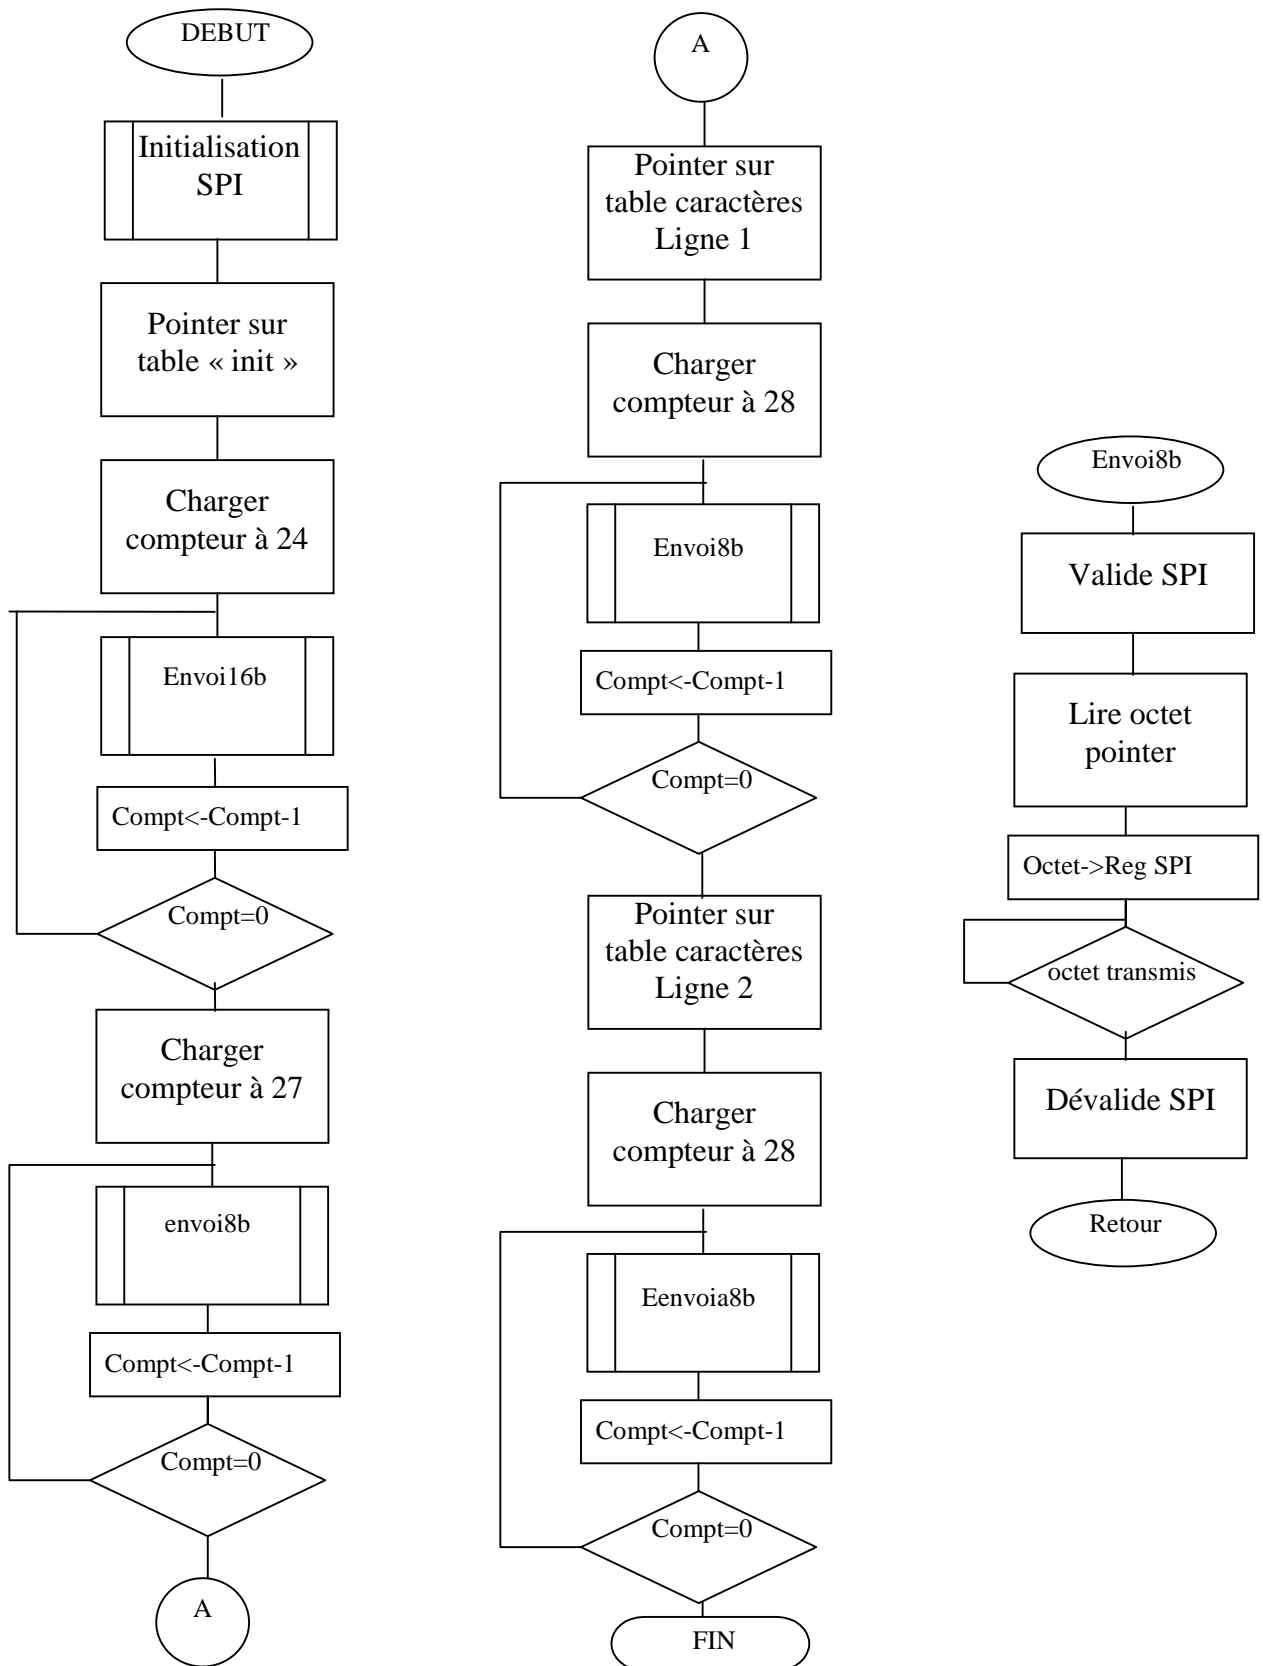 DEBUT
Initialisation
SPI
Pointer sur
table « init »
Charger
compteur à 24
Envoi16b
Compt<-Compt-1
Compt=0
Charger
compteur à 27
envoi8b
Compt<-Compt-1
Compt=0
A
A
Pointer sur
table caractères
Ligne 1
Charger
compteur à 28
Envoi8b
Compt<-Compt-1
Compt=0
Pointer sur
table caractères
Ligne 2
Charger
compteur à 28
Eenvoia8b
Compt<-Compt-1
Compt=0
FIN
Envoi8b
Valide SPI
Lire octet
pointer
Octet->Reg SPI
octet transmis
Dévalide SPI
Retour